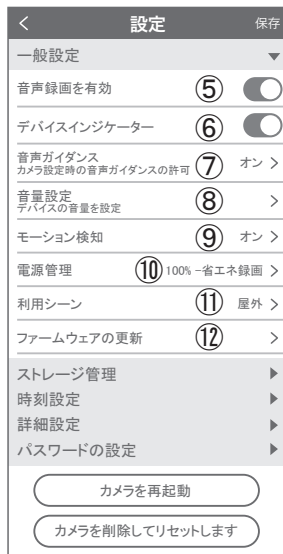 < 設定 保存
一般設定 ▼
音声録画を有効 ⑤
デバイスインジケーター ⑥
音声ガイダンス
カメラ設定時の音声ガイダンスの許可 ⑦ オン >
音量設定
デバイスの音量を設定 ⑧ >
モーション検知 ⑨ オン >
電源管理 ⑩ 100% −省エネ録画 >
利用シーン ⑪ 屋外 >
ファームウェアの更新 ⑫ >
ストレージ管理 ▶
時刻設定 ▶
詳細設定 ▶
パスワードの設定 ▶
カメラを再起動
カメラを削除してリセットします